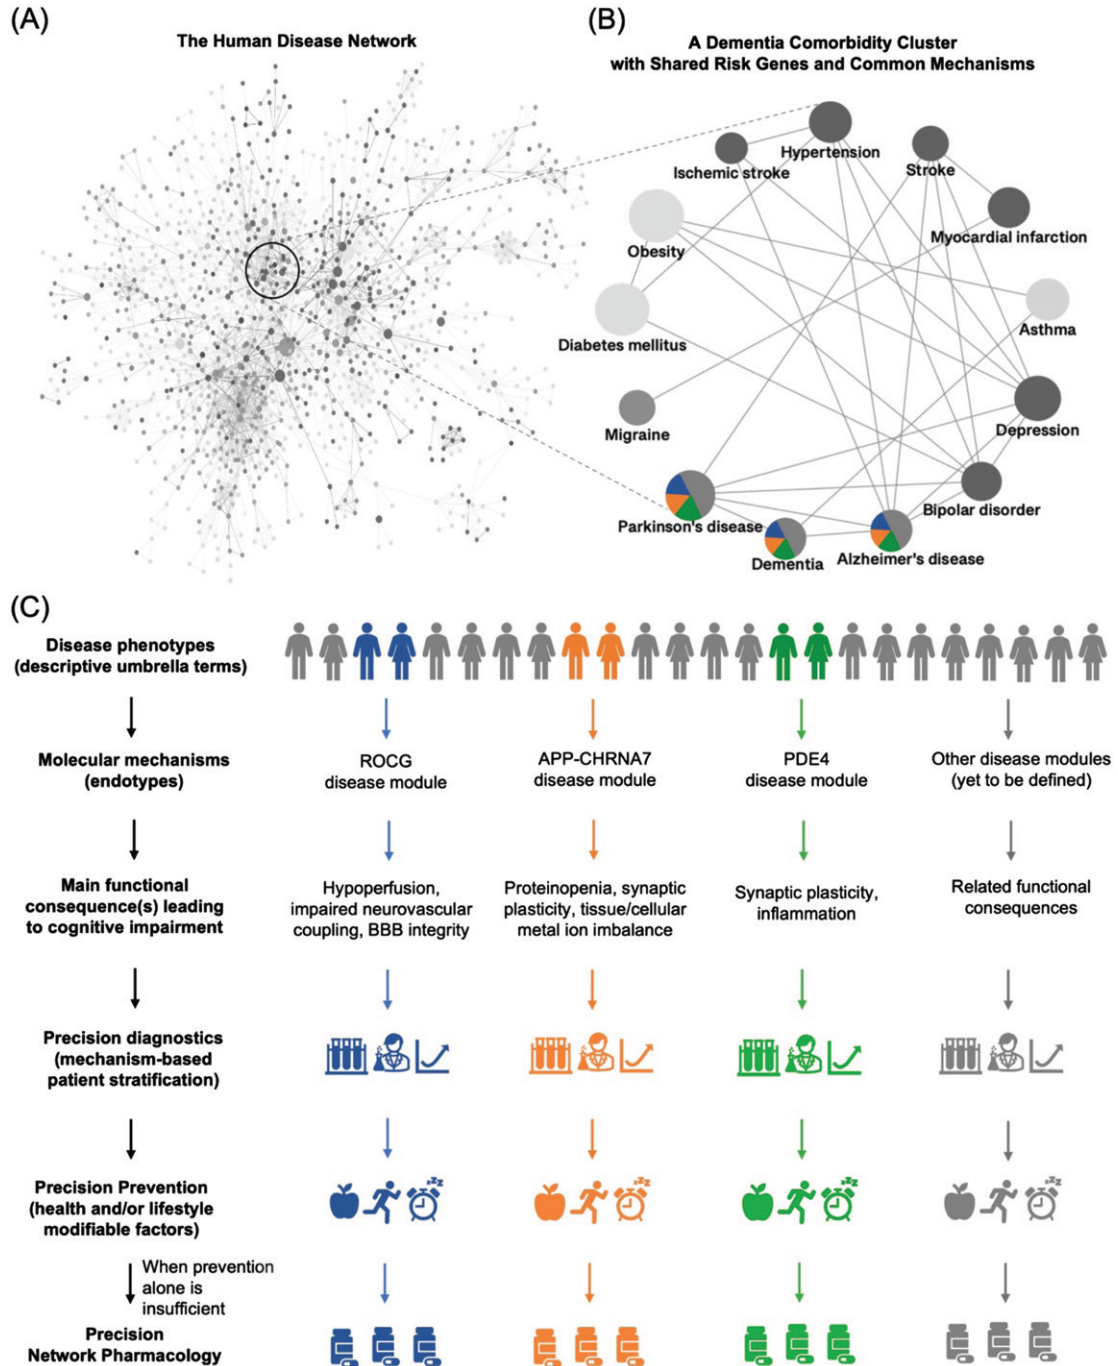 (A)
The Human Disease Network
(B)
A Dementia Comorbidity Cluster
with Shared Risk Genes and Common Mechanisms
Hypertension
Ischemic stroke
Stroke
Myocardial infarction
Obesity
Asthma
Diabetes mellitus
Migraine
Depression
Bipolar disorder
Parkinson's disease
Dementia
Alzheimer's disease
(C)
Disease phenotypes
(descriptive umbrella terms)
Molecular mechanisms
(endotypes)
ROCG
disease module
APP-CHRNA7
disease module
PDE4
disease module
Other disease modules
(yet to be defined)
Main functional
consequence(s) leading
to cognitive impairment
Hypoperfusion,
impaired neurovascular
coupling, BBB integrity
Proteinopenia, synaptic
plasticity, tissue/cellular
metal ion imbalance
Synaptic plasticity,
inflammation
Related functional
consequences
Precision diagnostics
(mechanism-based
patient stratification)
Precision Prevention
(health and/or lifestyle
modifiable factors)
zzz
zzz
zzz
zzz
When prevention
alone is
insufficient
Precision
Network Pharmacology